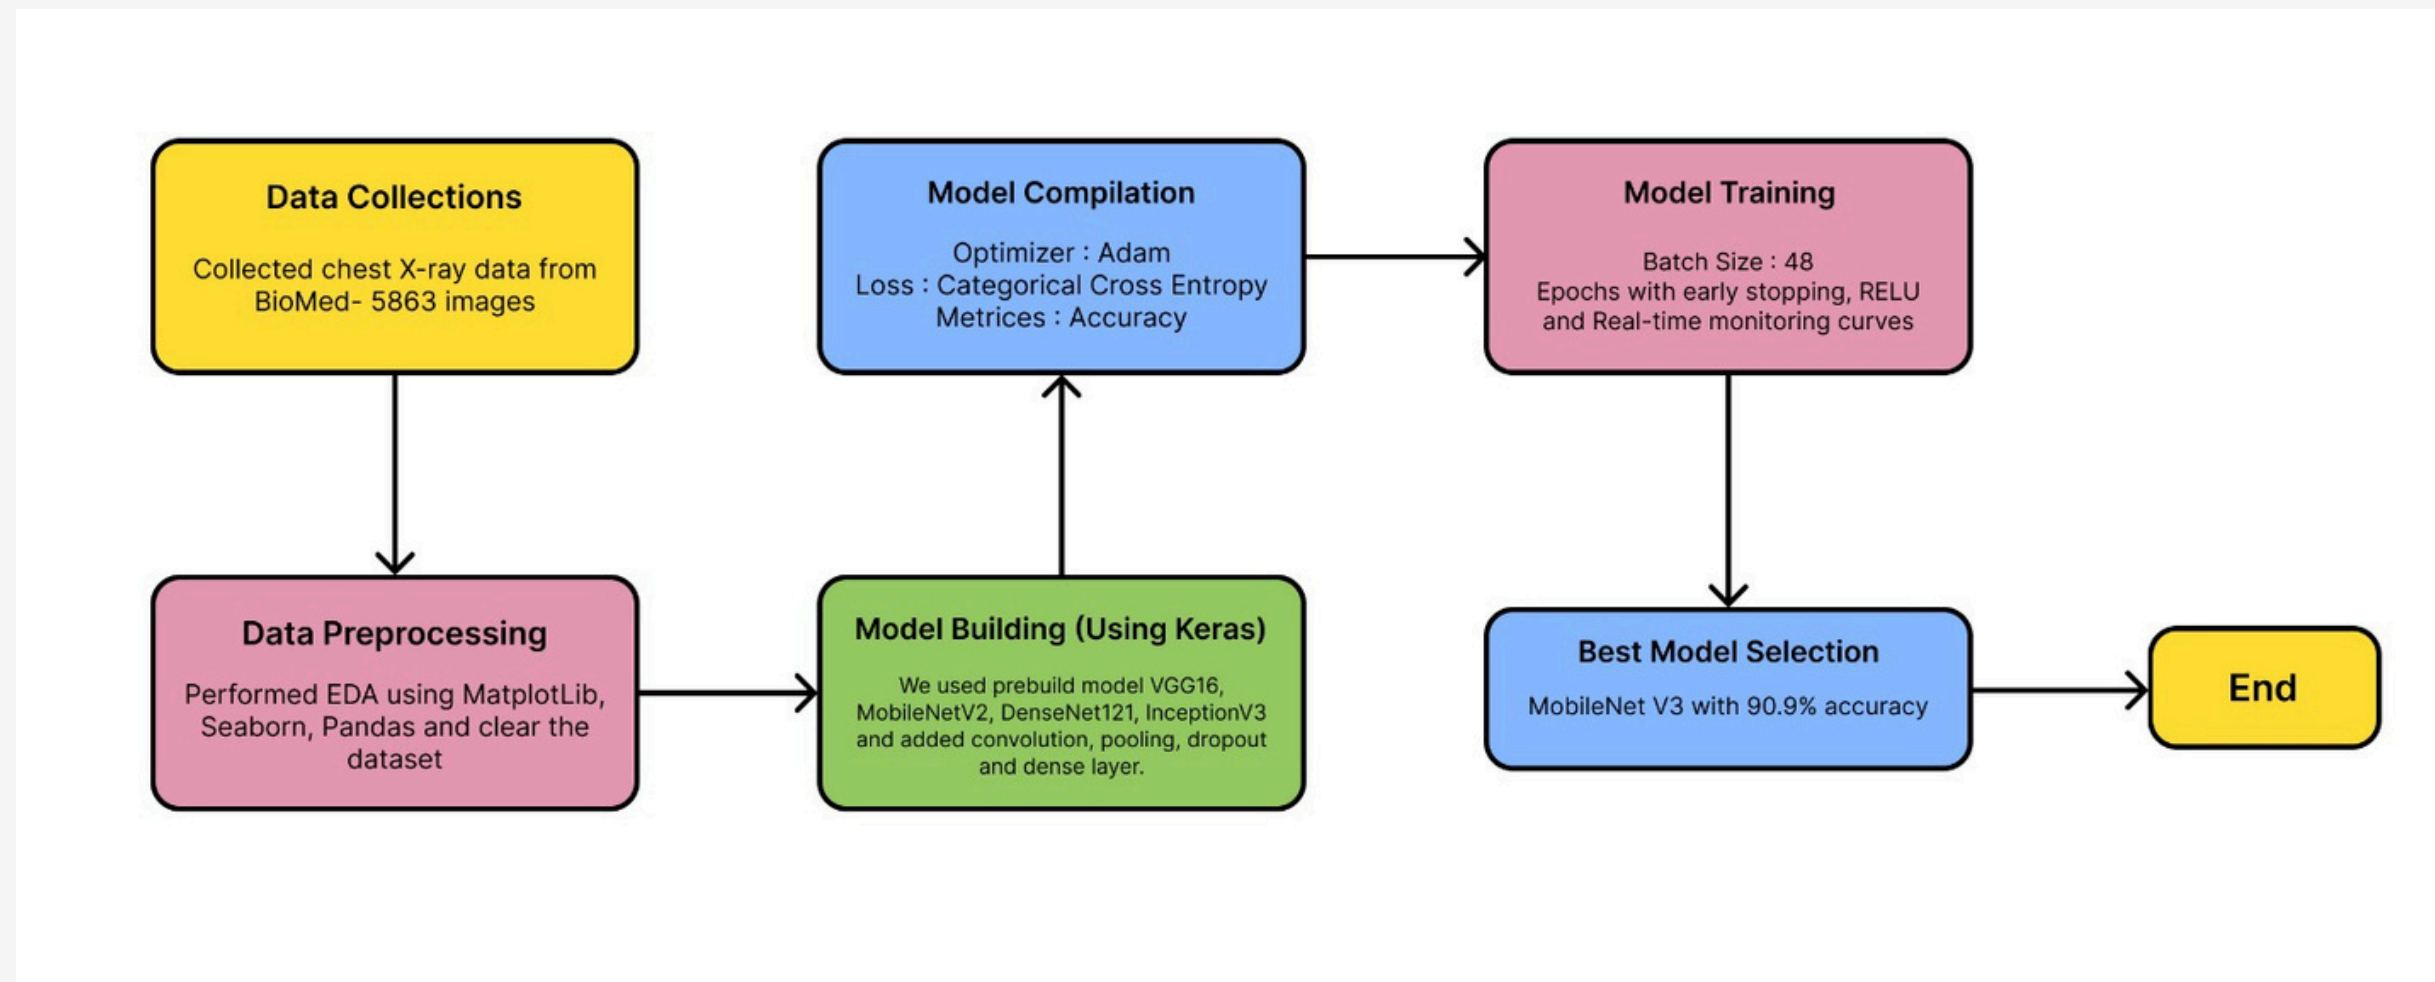 Data Collections
Collected chest X-ray data from
BioMed- 5863 images
Data Preprocessing
Performed EDA using MatplotLib,
Seaborn, Pandas and clear the
dataset
Model Building (Using Keras)
We used prebuild model VGG16,
MobileNetV2, DenseNet121, InceptionV3
and added convolution, pooling, dropout
and dense layer.
Model Compilation
Optimizer : Adam
Loss : Categorical Cross Entropy
Metrices : Accuracy
Model Training
Batch Size : 48
Epochs with early stopping, RELU
and Real-time monitoring curves
Best Model Selection
MobileNet V3 with 90.9% accuracy
End